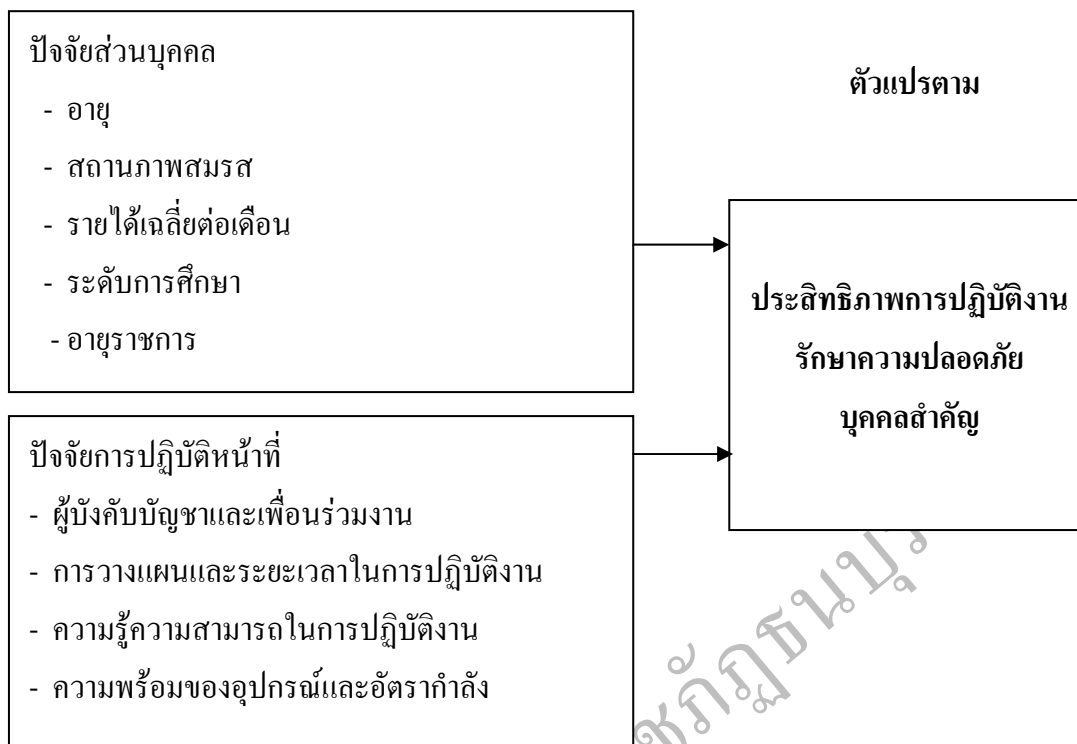 ปัจจัยส่วนบุคคล
- อายุ
- สถานภาพสมรส
- รายได้เฉลี่ยต่อเดือน
- ระดับการศึกษา
- อายุราชการ
ปัจจัยการปฏิบัติหน้าที่
- ผู้บังคับบัญชาและเพื่อนร่วมงาน
- การวางแผนและระยะเวลาในการปฏิบัติงาน
- ความรู้ความสามารถในการปฏิบัติงาน
- ความพร้อมของอุปกรณ์และอัตรากำลัง
ตัวแปรตาม
ประสิทธิภาพการปฏิบัติงาน
รักษาความปลอดภัย
บุคคลสำคัญ